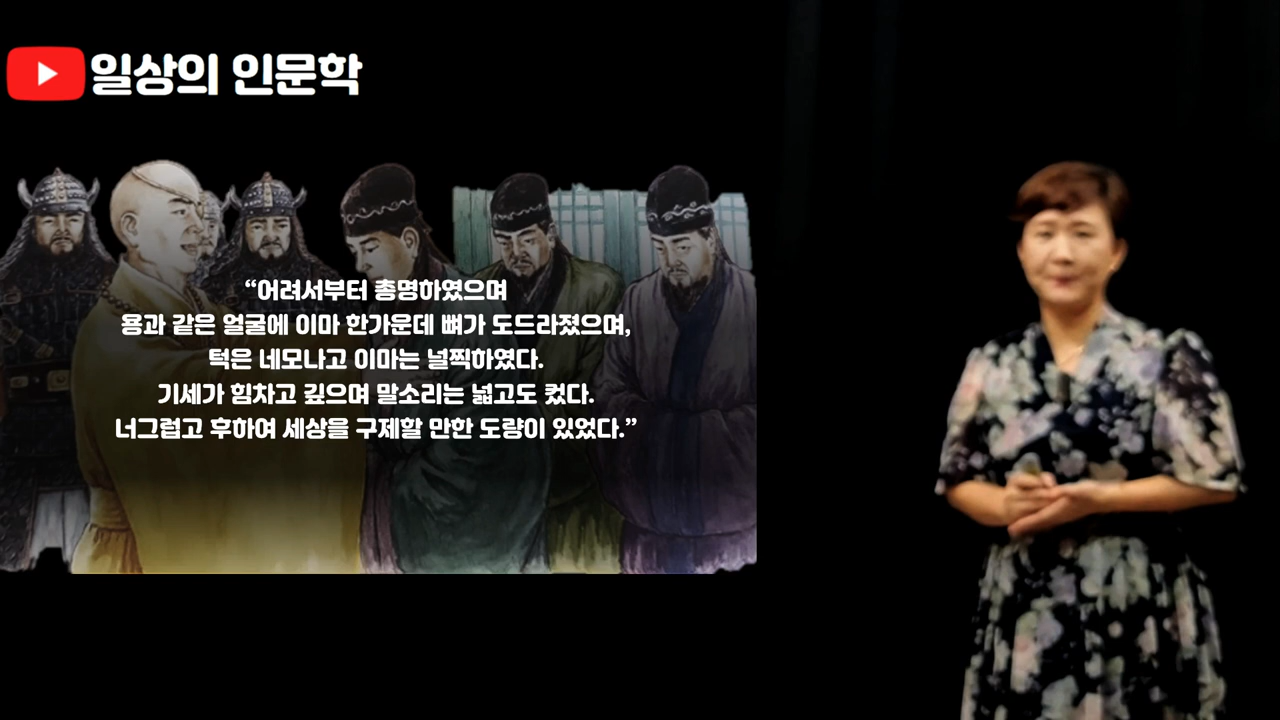 일상의 인문학
“어려서부터 총명하였으며
용과 같은 얼굴에 이마 한가운데 뼈가 도드라졌으며,
턱은 네모나고 이마는 널찍하였다.
기세가 힘차고 깊으며 말소리는 넓고도 컸다.
너그럽고 후하여 세상을 구제할 만한 도량이 있었다.”